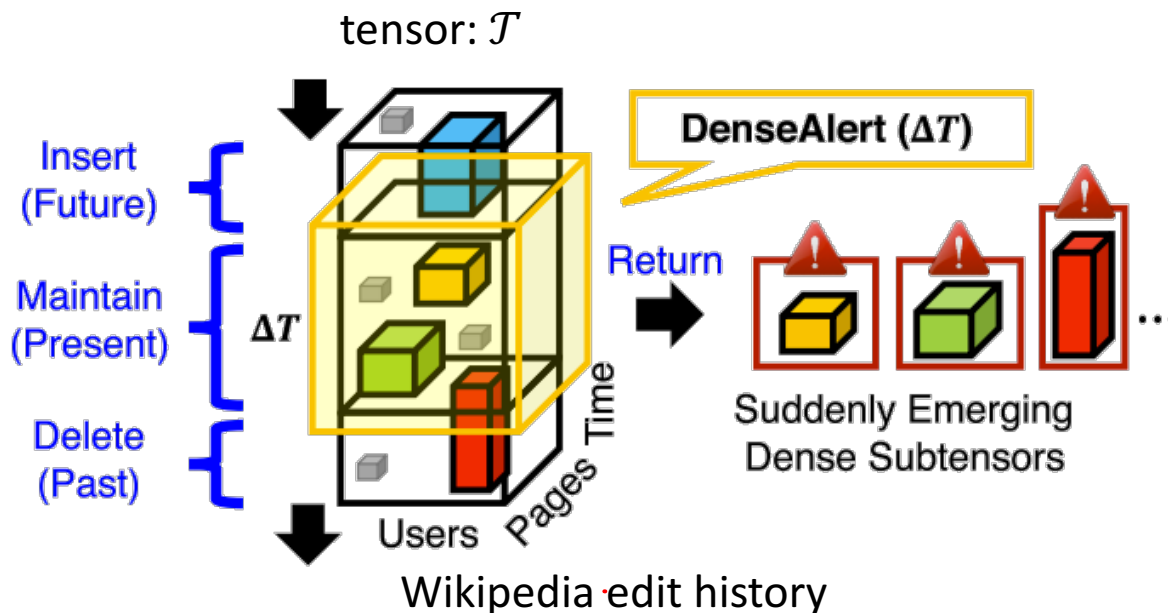 tensor: 𝒯
Insert
(Future)
Maintain
(Present)
Delete
(Past)
ΔT
DenseAlert (ΔT)
Return
!
!
!
...
Suddenly Emerging
Dense Subtensors
Time
Pages
Users
Wikipedia edit history